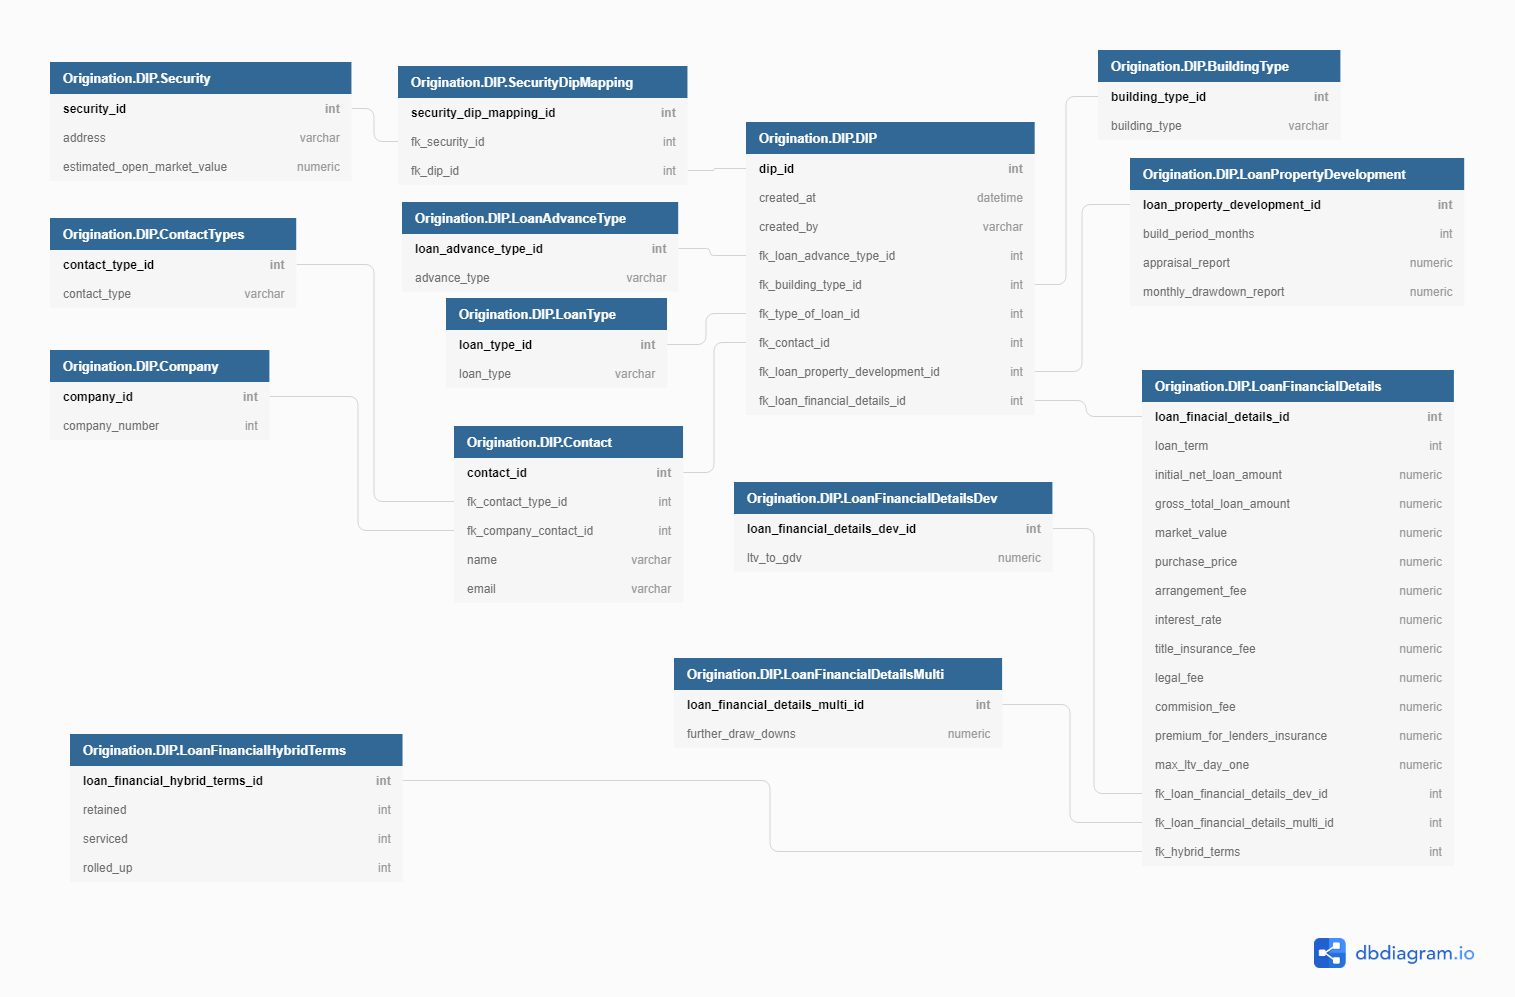 Origination.DIP.Security
security_id int
address varchar
estimated_open_market_value numeric
Origination.DIP.SecurityDipMapping
security_dip_mapping_id int
fk_security_id int
fk_dip_id int
Origination.DIP.DIP
dip_id int
created_at datetime
created_by varchar
fk_loan_advance_type_id int
fk_building_type_id int
fk_type_of_loan_id int
fk_contact_id int
fk_loan_property_development_id int
fk_loan_financial_details_id int
Origination.DIP.BuildingType
building_type_id int
building_type varchar
Origination.DIP.LoanPropertyDevelopment
loan_property_development_id int
build_period_months int
appraisal_report numeric
monthly_drawdown_report numeric
Origination.DIP.ContactTypes
contact_type_id int
contact_type varchar
Origination.DIP.LoanAdvanceType
loan_advance_type_id int
advance_type varchar
Origination.DIP.LoanType
loan_type_id int
loan_type varchar
Origination.DIP.Company
company_id int
company_number int
Origination.DIP.Contact
contact_id int
fk_contact_type_id int
fk_company_contact_id int
name varchar
email varchar
Origination.DIP.LoanFinancialDetailsDev
loan_financial_details_dev_id int
ltv_to_gdv numeric
Origination.DIP.LoanFinancialDetails
loan_finacial_details_id int
loan_term int
initial_net_loan_amount numeric
gross_total_loan_amount numeric
market_value numeric
purchase_price numeric
arrangement_fee numeric
interest_rate numeric
title_insurance_fee numeric
legal_fee numeric
commision_fee numeric
premium_for_lenders_insurance numeric
max_ltv_day_one numeric
fk_loan_financial_details_dev_id int
fk_loan_financial_details_multi_id int
fk_hybrid_terms int
Origination.DIP.LoanFinancialDetailsMulti
loan_financial_details_multi_id int
further_draw_downs numeric
Origination.DIP.LoanFinancialHybridTerms
loan_financial_hybrid_terms_id int
retained int
serviced int
rolled_up int
dbdiagram.io